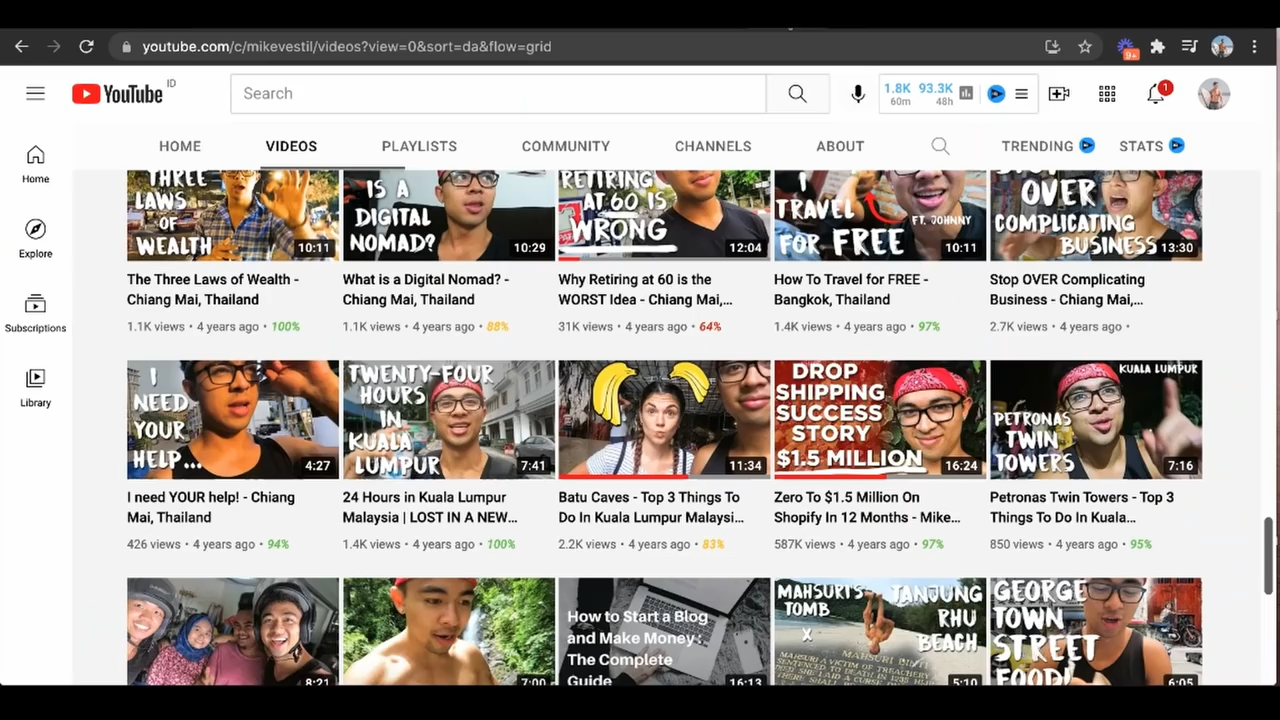 youtube.com/c/mikevestil/videos?view=0&sort=da&flow=grid
9+
YouTube ID
Search
1.8K 93.3K
60m 48h
1
HOME VIDEOS PLAYLISTS COMMUNITY CHANNELS ABOUT TRENDING STATS
Home
Explore
Subscriptions
Library
THREE
LAWS
OF
WEALTH
10:11
IS A
DIGITAL
NOMAD?
10:29
RETIRING
AT 60 IS
WRONG
12:04
I
TRAVEL
FOR FREE
FT. JOHNNY
10:11
STOP
OVER
COMPLICATING
BUSINESS
13:30
The Three Laws of Wealth -
Chiang Mai, Thailand
1.1K views • 4 years ago • 100%
What is a Digital Nomad? -
Chiang Mai, Thailand
1.1K views • 4 years ago • 88%
Why Retiring at 60 is the
WORST Idea - Chiang Mai,...
31K views • 4 years ago • 64%
How To Travel for FREE -
Bangkok, Thailand
1.4K views • 4 years ago • 97%
Stop OVER Complicating
Business - Chiang Mai,...
2.7K views • 4 years ago •
I
NEED
YOUR
HELP...
4:27
TWENTY-FOUR
HOURS
IN
KUALA
LUMPUR
7:41
11:34
DROP
SHIPPING
SUCCESS
STORY
$1.5 MILLION
16:24
KUALA LUMPUR
PETRONAS
TWIN
TOWERS
7:16
I need YOUR help! - Chiang
Mai, Thailand
426 views • 4 years ago • 94%
24 Hours in Kuala Lumpur
Malaysia | LOST IN A NEW...
1.4K views • 4 years ago • 100%
Batu Caves - Top 3 Things To
Do In Kuala Lumpur Malaysi...
2.2K views • 4 years ago • 83%
Zero To $1.5 Million On
Shopify In 12 Months - Mike...
587K views • 4 years ago • 97%
Petronas Twin Towers - Top 3
Things To Do In Kuala...
850 views • 4 years ago • 95%
8:21
7:00
How to Start a Blog
and Make Money :
The Complete
Guide
16:13
MAHSURI'S
TOMB
X
TANJUNG
RHU
BEACH
5:10
GEORGE
TOWN
STREET
FOOD!
6:05